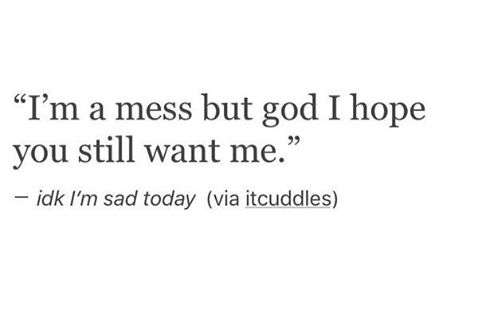 “I’m a mess but god I hope
you still want me.”
— idk I’m sad today (via itcuddles)